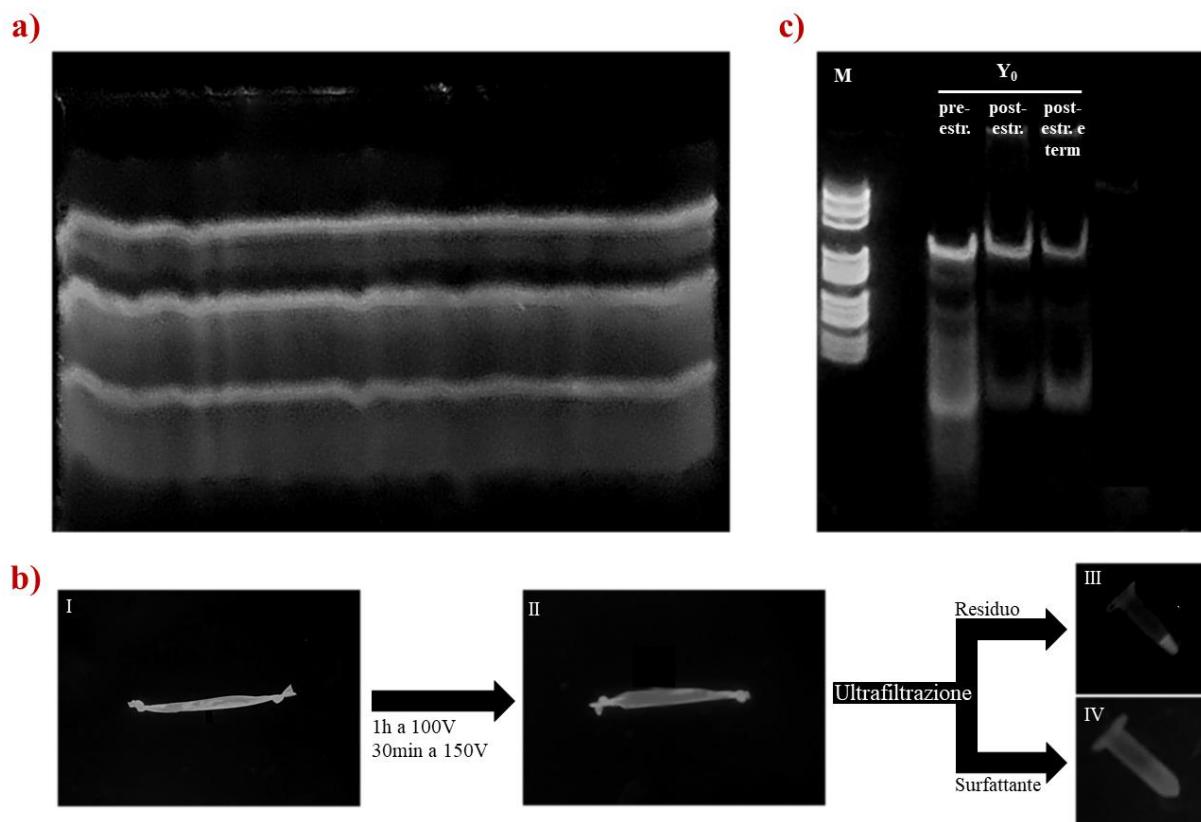 a)
c)
M
Y₀
pre-
estr.
post-
estr.
post-
estr. e
term
b)
I
1h a 100V
30min a 150V
II
Ultrafiltrazione
Residuo
Surfattante
III
IV